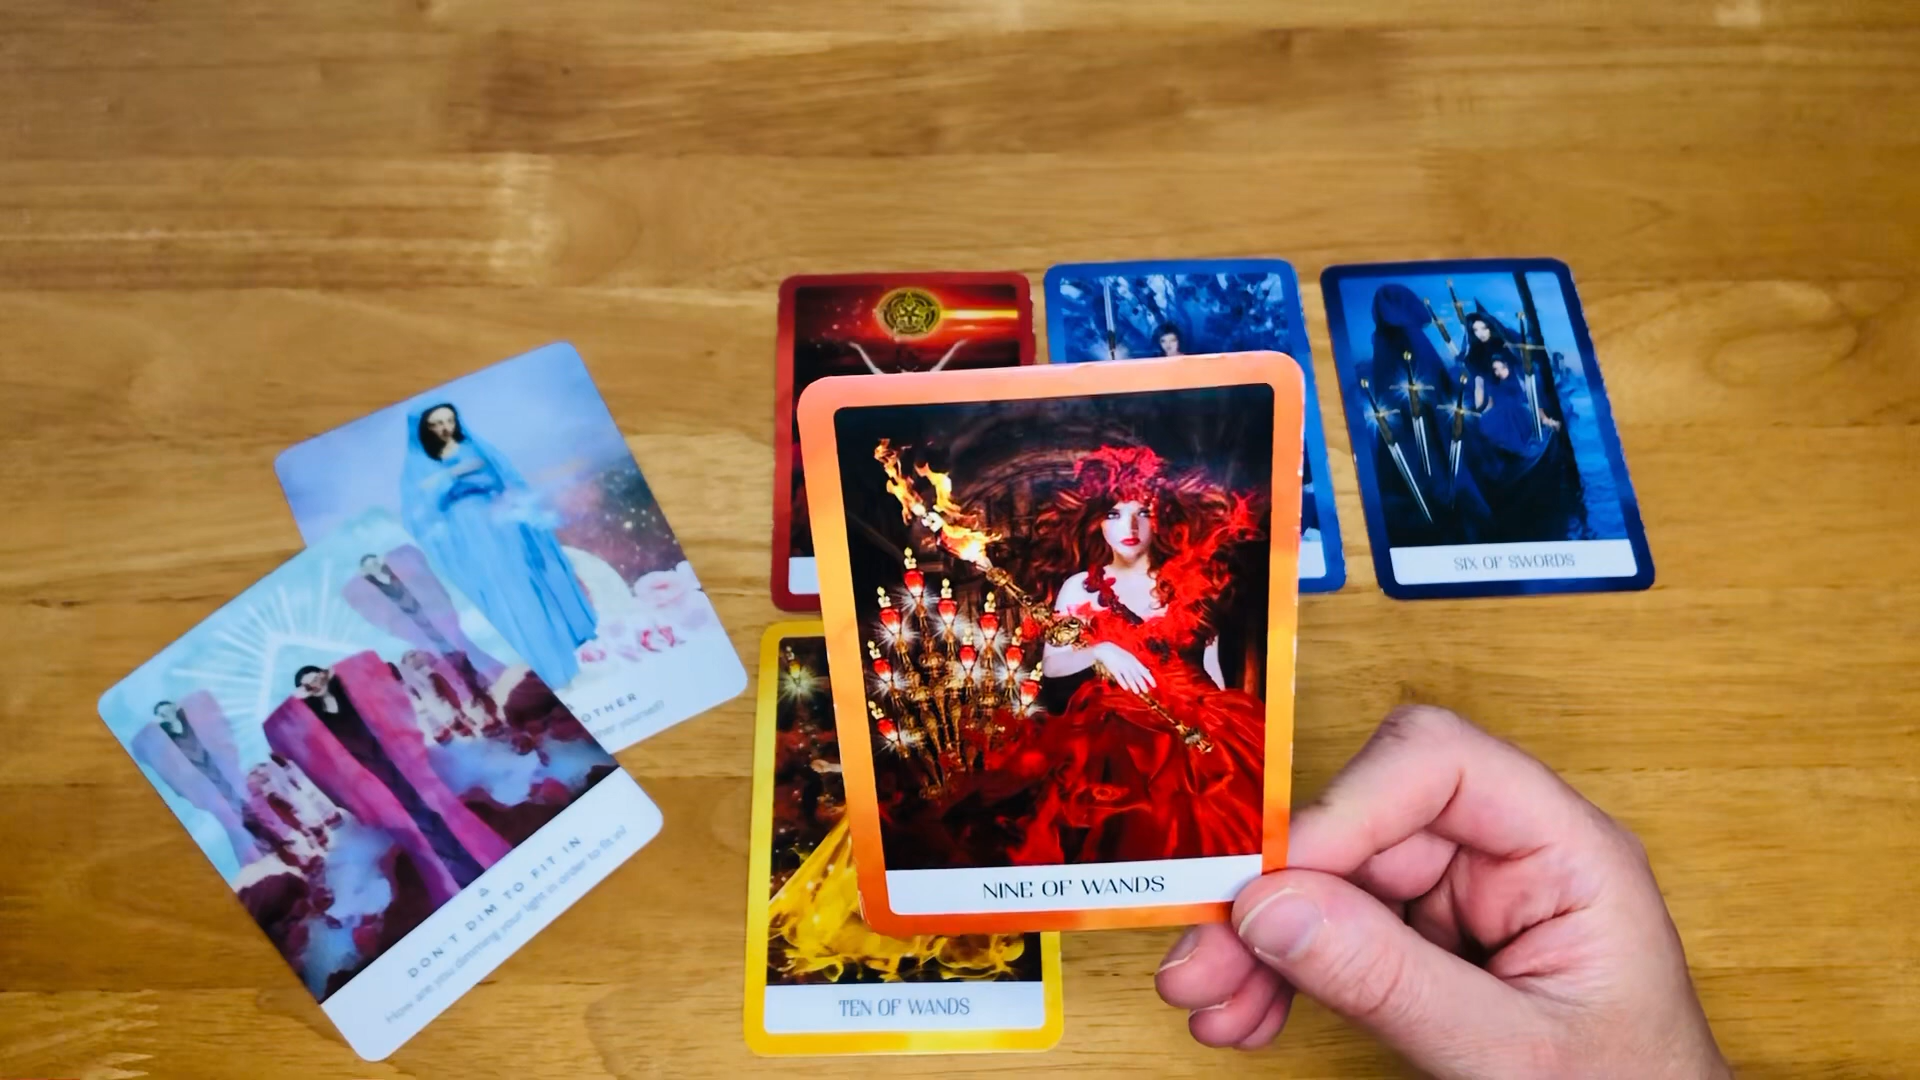 OTHER
yourself?
DON'T DIM TO FIT IN
How are you dimming your light in order to fit in?
SIX OF SWORDS
NINE OF WANDS
TEN OF WANDS